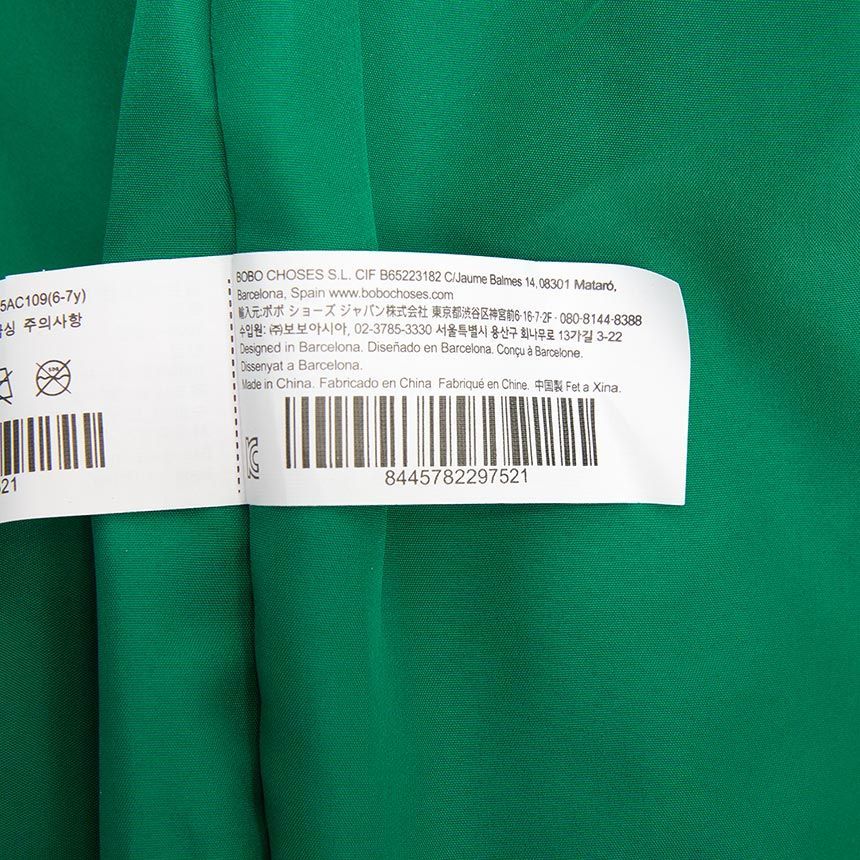 5AC109(6-7y)
주의사항
21
BOBO CHOSES S.L. CIF B65223182 C/Jaume Balmes 14, 08301 Mataró,
Barcelona, Spain www.bobochoses.com
輸入元:ボボ ショーズ ジャパン株式会社 東京都渋谷区神宮前6-16-7-2F · 080-8144-8388
수입원: (주)보보아시아, 02-3785-3330 서울특별시 용산구 회나무로 13가길 3-22
Designed in Barcelona. Diseñado en Barcelona. Conçu à Barcelone.
Dissenyat a Barcelona.
Made in China. Fabricado en China Fabriqué en Chine. 中国製 Fet a Xina.
8445782297521